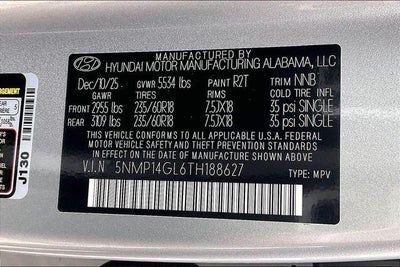 MANUFACTURED BY
HYUNDAI MOTOR MANUFACTURING ALABAMA, LLC
Dec/10/25 GVWR 5534 lbs PAINT R2T TRIM NNB
GAWR TIRES RIMS COLD TIRE INFL
FRONT 2955 lbs 235/60R18 7.5JX18 35 psi SINGLE
REAR 3109 lbs 235/60R18 7.5JX18 35 psi SINGLE
THIS VEHICLE CONFORMS TO ALL APPLICABLE U.S.A. FEDERAL
MOTOR VEHICLE SAFETY AND THEFT PREVENTION STANDARDS
IN EFFECT ON THE DATE OF MANUFACTURE SHOWN ABOVE.
V.I.N 5NMP14GL6TH188627 TYPE: MPV
J130